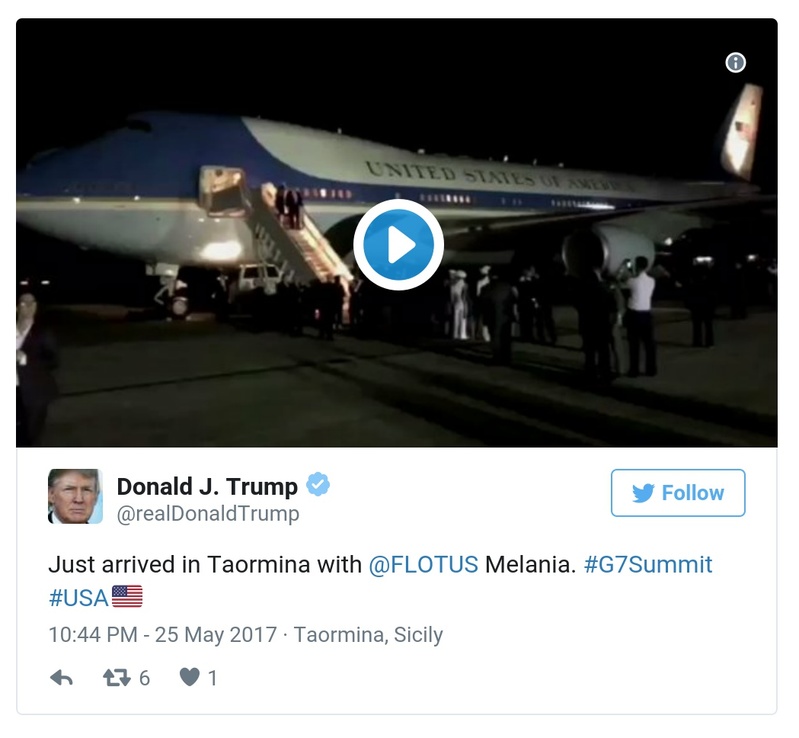 UNITED STATES OF AMERICA
Donald J. Trump
@realDonaldTrump
Follow
Just arrived in Taormina with @FLOTUS Melania. #G7Summit
#USA🇺🇸
10:44 PM - 25 May 2017 · Taormina, Sicily
6 1